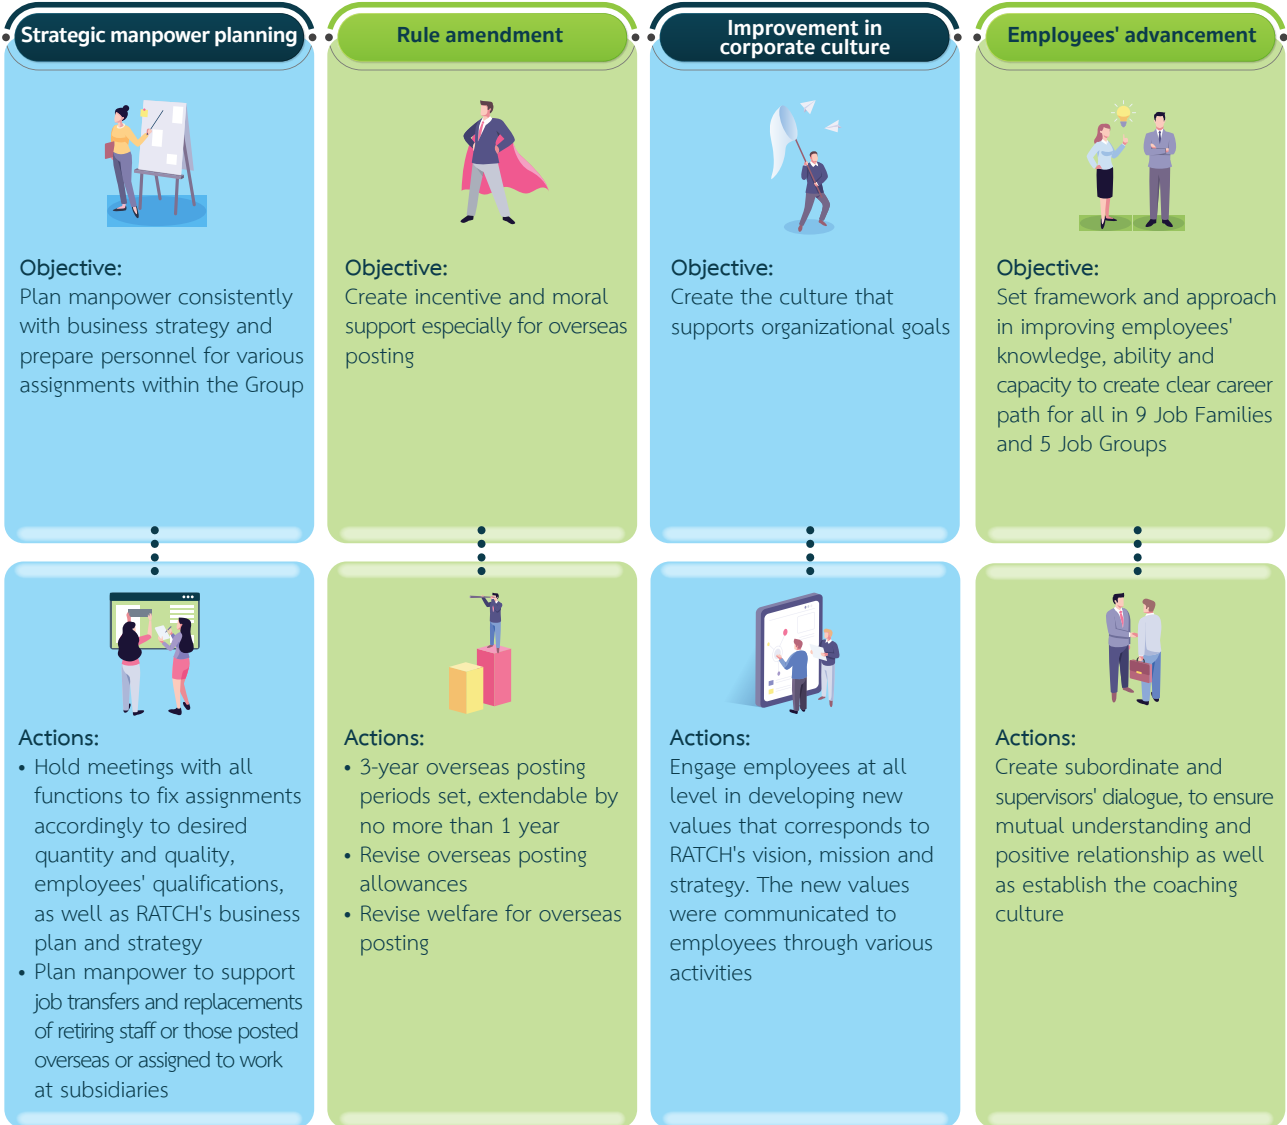 Strategic manpower planning
Objective:
Plan manpower consistently
with business strategy and
prepare personnel for various
assignments within the Group
Actions:
• Hold meetings with all
functions to fix assignments
accordingly to desired
quantity and quality,
employees' qualifications,
as well as RATCH's business
plan and strategy
• Plan manpower to support
job transfers and replacements
of retiring staff or those posted
overseas or assigned to work
at subsidiaries
Rule amendment
Objective:
Create incentive and moral
support especially for overseas
posting
Actions:
• 3-year overseas posting
periods set, extendable by
no more than 1 year
• Revise overseas posting
allowances
• Revise welfare for overseas
posting
Improvement in
corporate culture
Objective:
Create the culture that
supports organizational goals
Actions:
Engage employees at all
level in developing new
values that corresponds to
RATCH's vision, mission and
strategy. The new values
were communicated to
employees through various
activities
Employees' advancement
Objective:
Set framework and approach
in improving employees'
knowledge, ability and
capacity to create clear career
path for all in 9 Job Families
and 5 Job Groups
Actions:
Create subordinate and
supervisors' dialogue, to ensure
mutual understanding and
positive relationship as well
as establish the coaching
culture